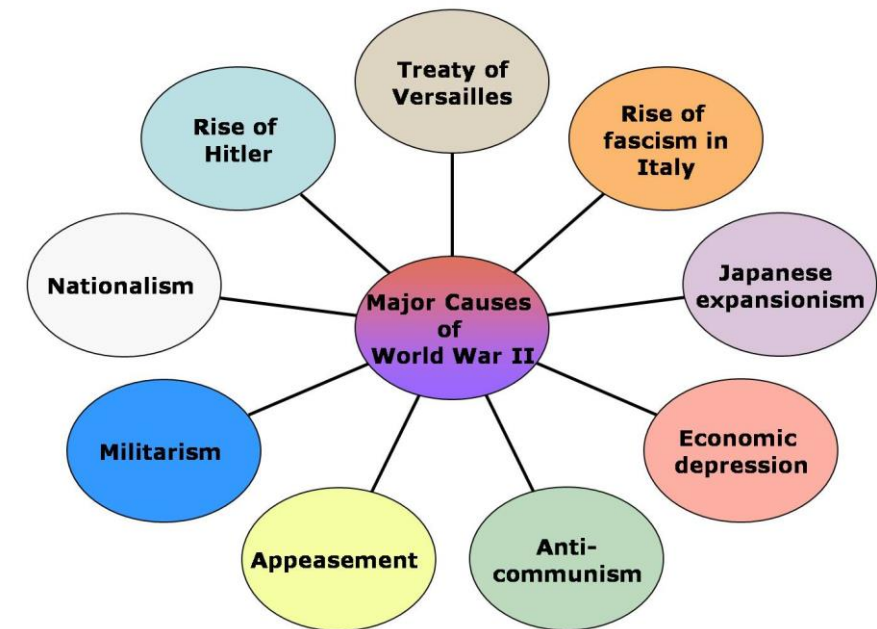 Treaty of
Versailles
Rise of
fascism in
Italy
Japanese
expansionism
Economic
depression
Anti-
communism
Appeasement
Militarism
Nationalism
Rise of
Hitler
Major Causes
of
World War II